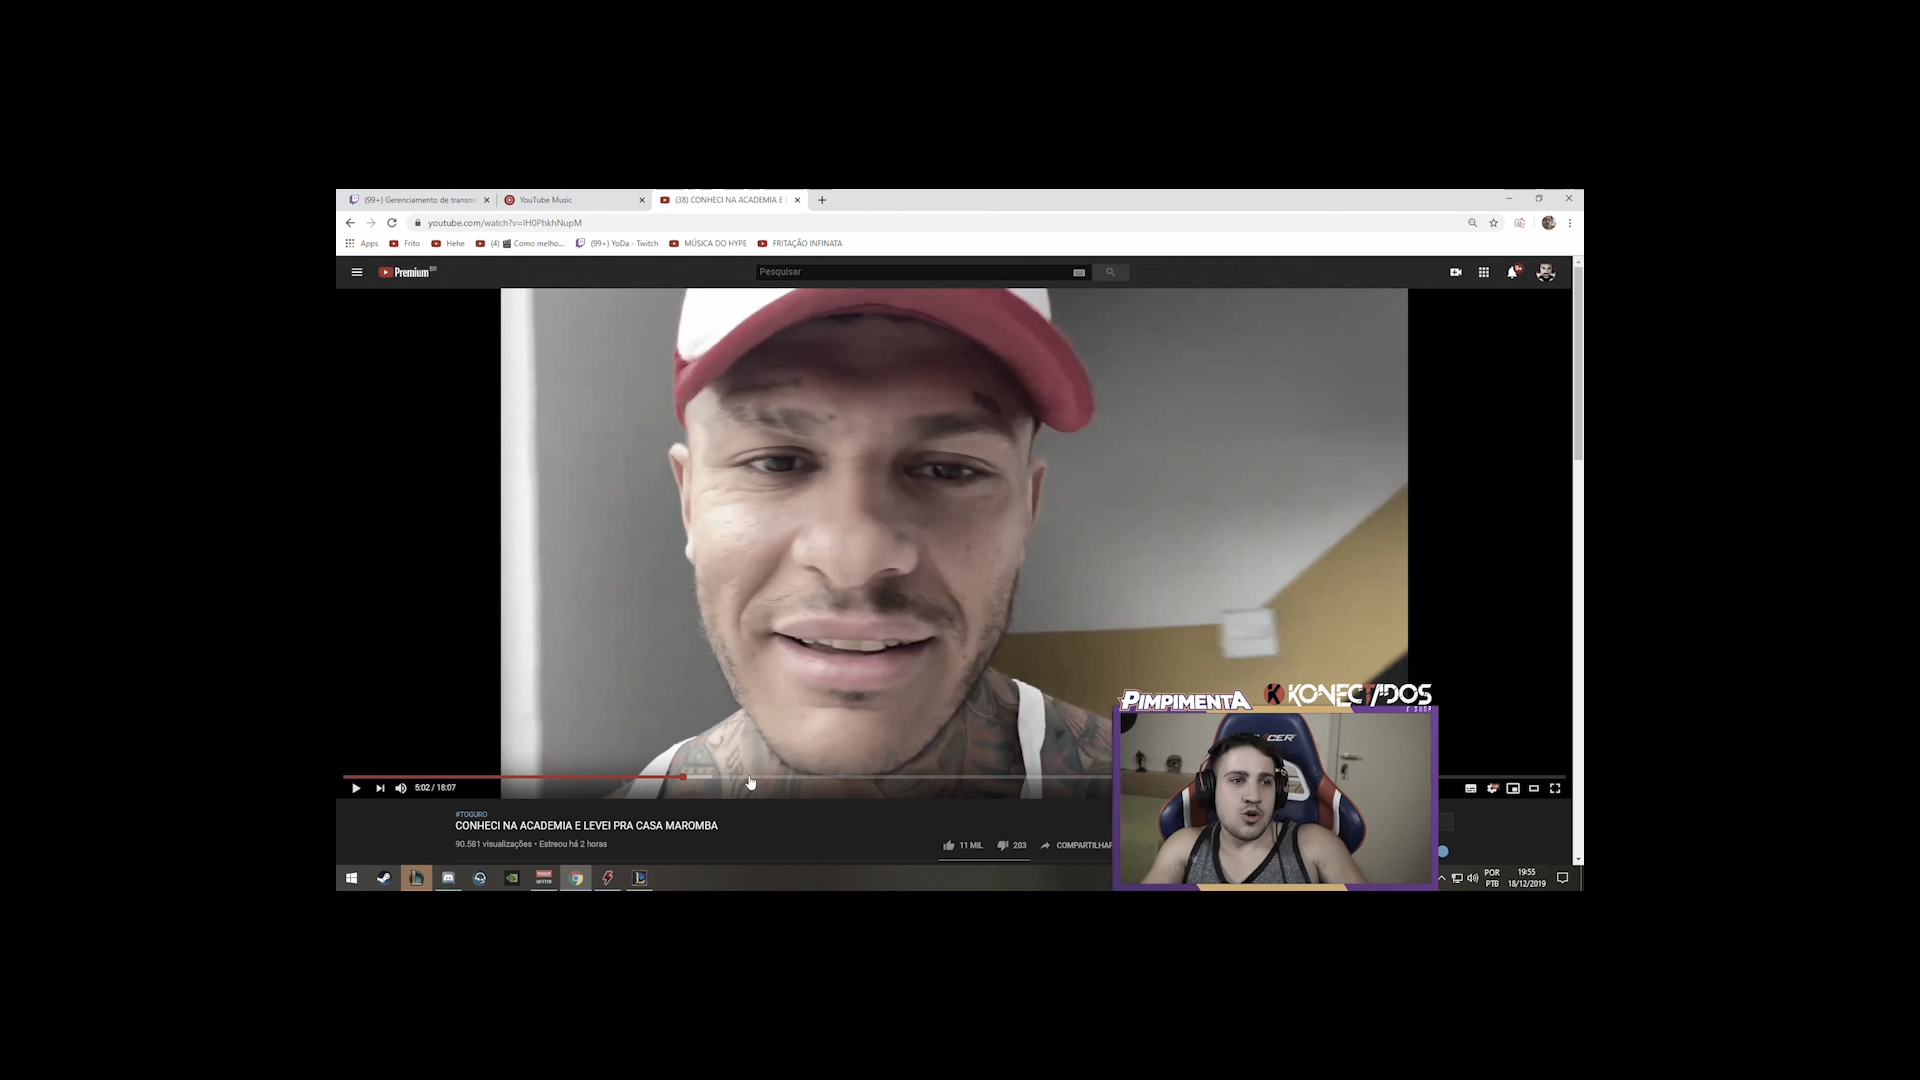 (99+) Gerenciamento de transmi
YouTube Music
(38) CONHECI NA ACADEMIA E L
youtube.com/watch?v=IH0PhkhNupM
Apps
Frito
Hehe
(4) Como melho...
(99+) YoDa - Twitch
MÚSICA DO HYPE
FRITAÇÃO INFINATA
Premium BR
Pesquisar
9+
PIMPIMENTA
KONECTADOS
5:02 / 18:07
#TOGURO
CONHECI NA ACADEMIA E LEVEI PRA CASA MAROMBA
90.581 visualizações • Estreou há 2 horas
11 MIL
203
COMPARTILHAR
POR
PTB
19:55
18/12/2019